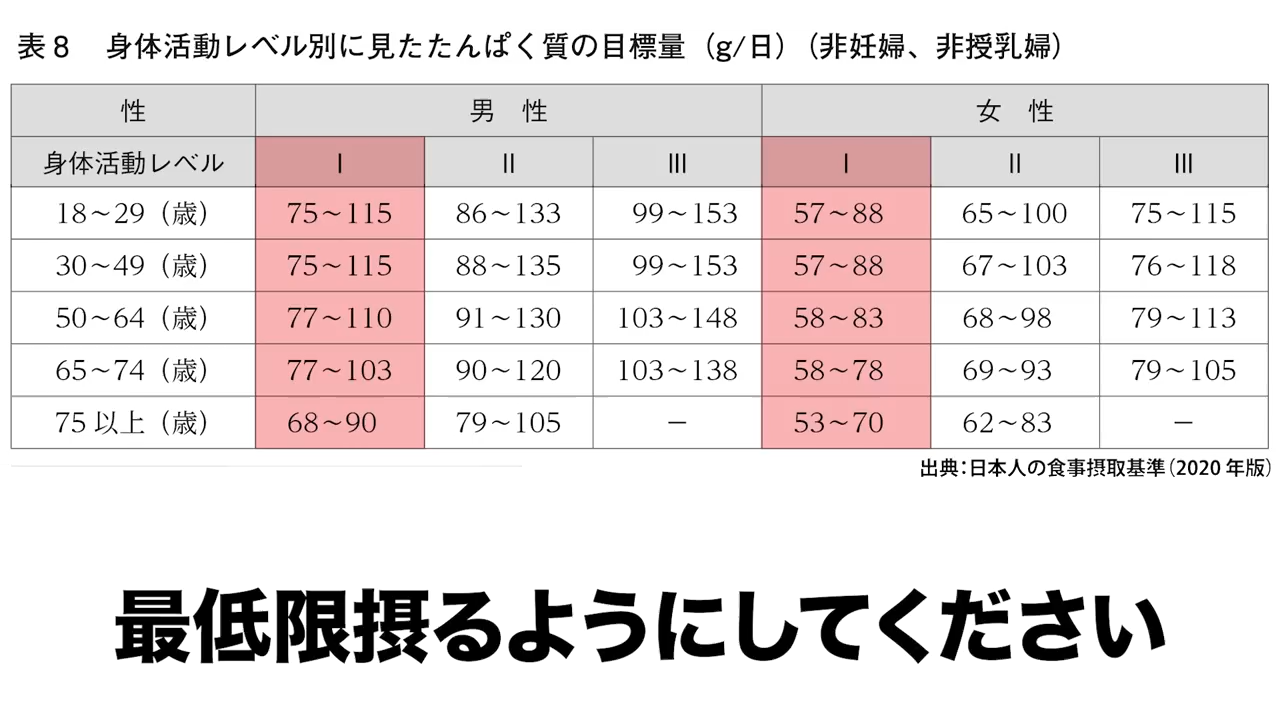 表8 身体活動レベル別に見たたんぱく質の目標量（g/日）（非妊婦、非授乳婦）
性 男 性 女 性
身体活動レベル I II III I II III
18～29（歳） 75～115 86～133 99～153 57～88 65～100 75～115
30～49（歳） 75～115 88～135 99～153 57～88 67～103 76～118
50～64（歳） 77～110 91～130 103～148 58～83 68～98 79～113
65～74（歳） 77～103 90～120 103～138 58～78 69～93 79～105
75以上（歳） 68～90 79～105 － 53～70 62～83 －
出典：日本人の食事摂取基準（2020年版）
最低限摂るようにしてください